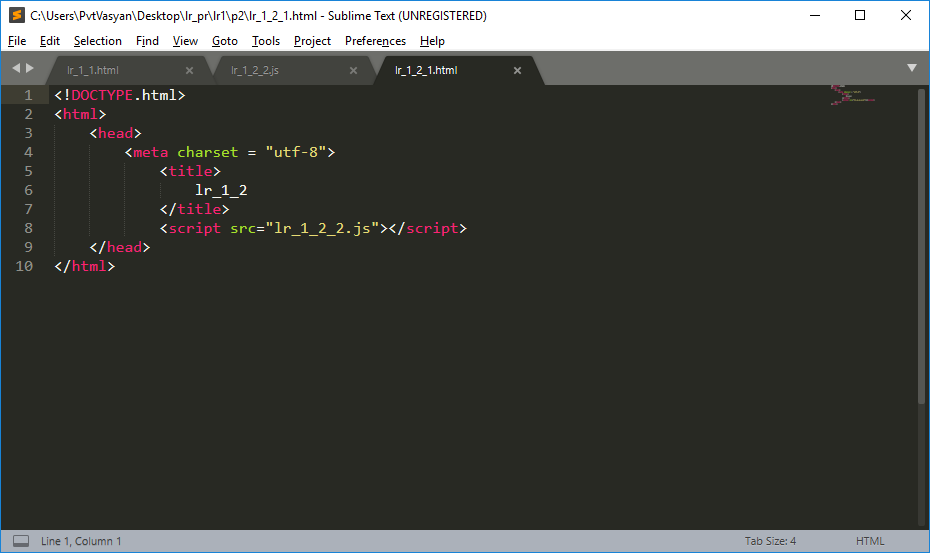 C:\Users\PvtVasyan\Desktop\lr_pr\lr1\p2\lr_1_2_1.html - Sublime Text (UNREGISTERED)
File Edit Selection Find View Goto Tools Project Preferences Help
lr_1_1.html × lr_1_2_2.js × lr_1_2_1.html ×
1 <!DOCTYPE.html>
2 <html>
3 <head>
4 <meta charset = "utf-8">
5 <title>
6 lr_1_2
7 </title>
8 <script src="lr_1_2_2.js"></script>
9 </head>
10 </html>
Line 1, Column 1 Tab Size: 4 HTML